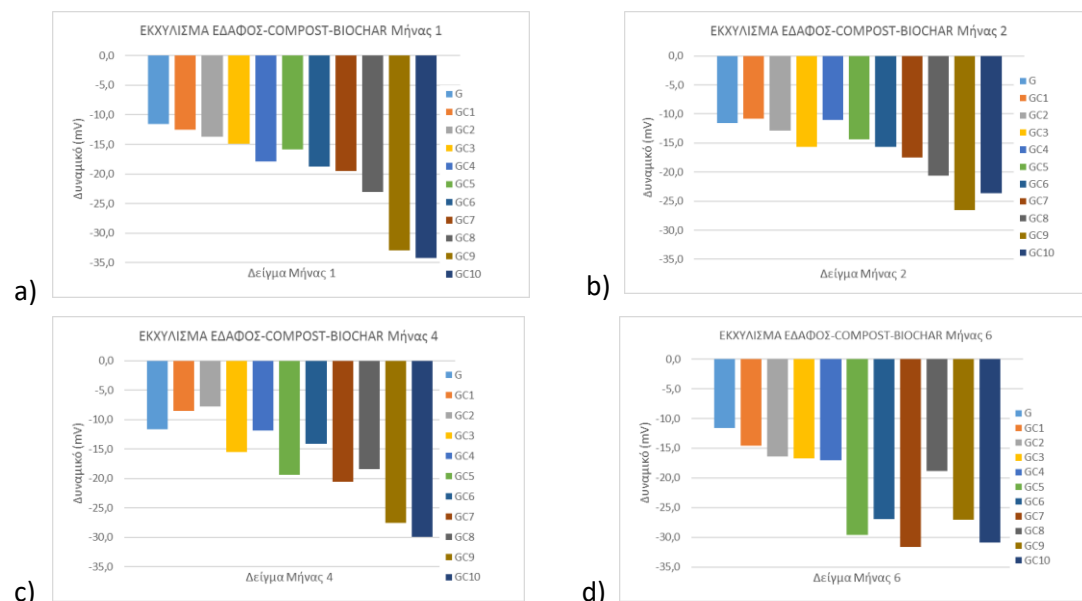 ΕΚΧΥΛΙΣΜΑ ΕΔΑΦΟΣ-COMPOST-BIOCHAR Μήνας 1
0,0
-5,0
-10,0
-15,0
-20,0
-25,0
-30,0
-35,0
Δυναμικό (mV)
Δείγμα Μήνας 1
G
GC1
GC2
GC3
GC4
GC5
GC6
GC7
GC8
GC9
GC10
a)
ΕΚΧΥΛΙΣΜΑ ΕΔΑΦΟΣ-COMPOST-BIOCHAR Μήνας 2
0,0
-5,0
-10,0
-15,0
-20,0
-25,0
-30,0
-35,0
Δυναμικό (mV)
Δείγμα Μήνας 2
G
GC1
GC2
GC3
GC4
GC5
GC6
GC7
GC8
GC9
GC10
b)
ΕΚΧΥΛΙΣΜΑ ΕΔΑΦΟΣ-COMPOST-BIOCHAR Μήνας 4
0,0
-5,0
-10,0
-15,0
-20,0
-25,0
-30,0
-35,0
Δυναμικό (mV)
Δείγμα Μήνας 4
G
GC1
GC2
GC3
GC4
GC5
GC6
GC7
GC8
GC9
GC10
c)
ΕΚΧΥΛΙΣΜΑ ΕΔΑΦΟΣ-COMPOST-BIOCHAR Μήνας 6
0,0
-5,0
-10,0
-15,0
-20,0
-25,0
-30,0
-35,0
Δυναμικό (mV)
Δείγμα Μήνας 6
G
GC1
GC2
GC3
GC4
GC5
GC6
GC7
GC8
GC9
GC10
d)